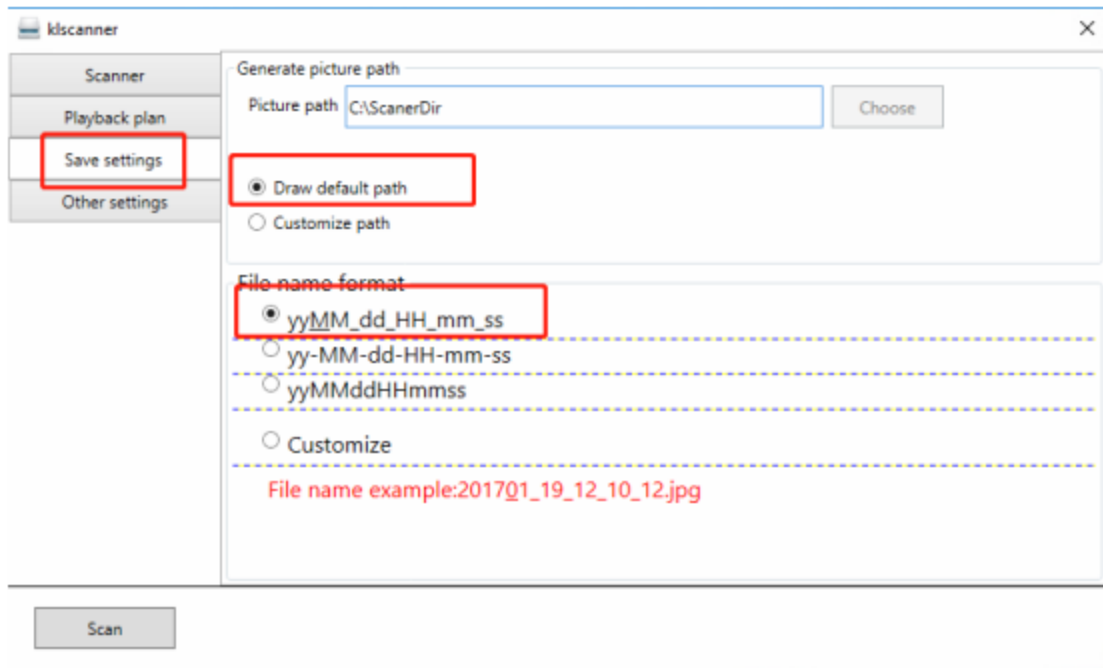 klscanner
Scanner
Playback plan
Save settings
Other settings
Generate picture path
Picture path C:\ScanerDir Choose
Draw default path
Customize path
File name format
yyMM_dd_HH_mm_ss
yy-MM-dd-HH-mm-ss
yyMMddHHmmss
Customize
File name example:201701_19_12_10_12.jpg
Scan